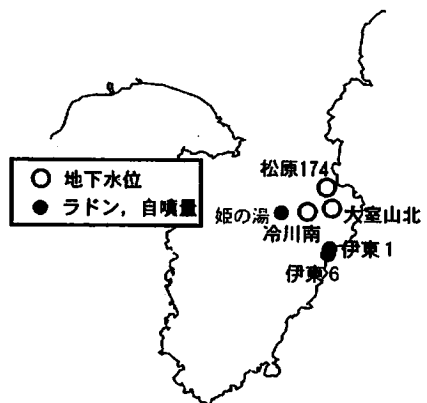 松原174
地下水位
ラドン，自噴量
姫の湯
大室山北
冷川南
伊東1
伊東6